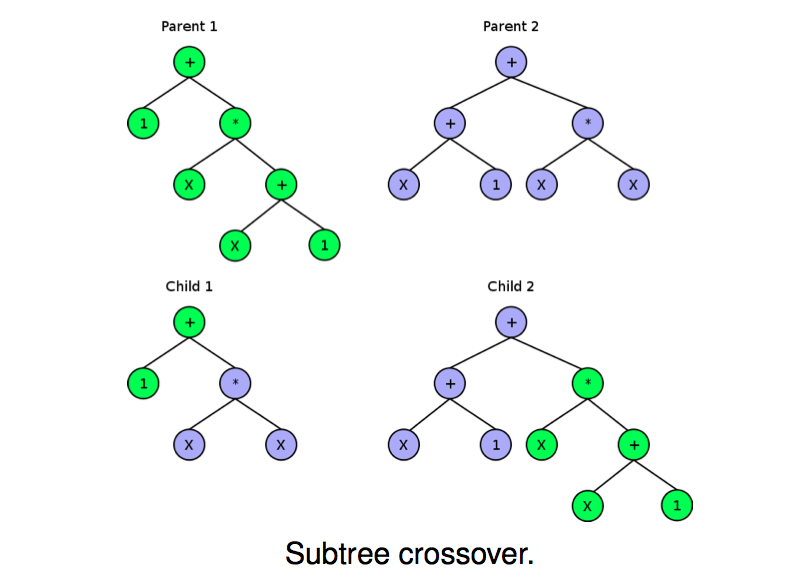 Parent 1 Parent 2
+ +
1 * + *
X + X 1 X X
X 1
Child 1 Child 2
+ +
1 * + *
X X X 1 X +
X 1
Subtree crossover.